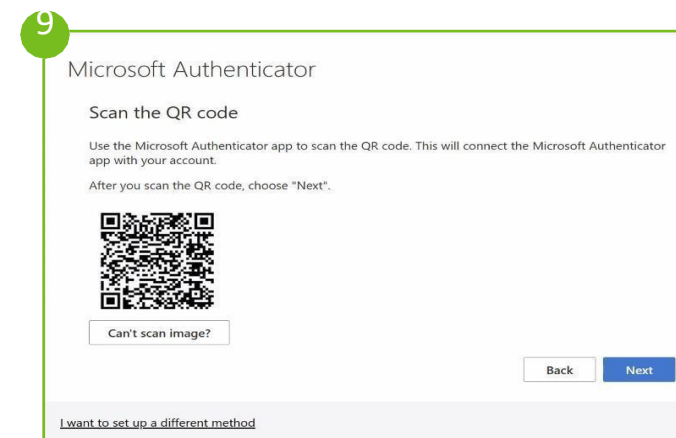 9
Microsoft Authenticator
Scan the QR code
Use the Microsoft Authenticator app to scan the QR code. This will connect the Microsoft Authenticator
app with your account.
After you scan the QR code, choose "Next".
Can't scan image?
Back Next
I want to set up a different method